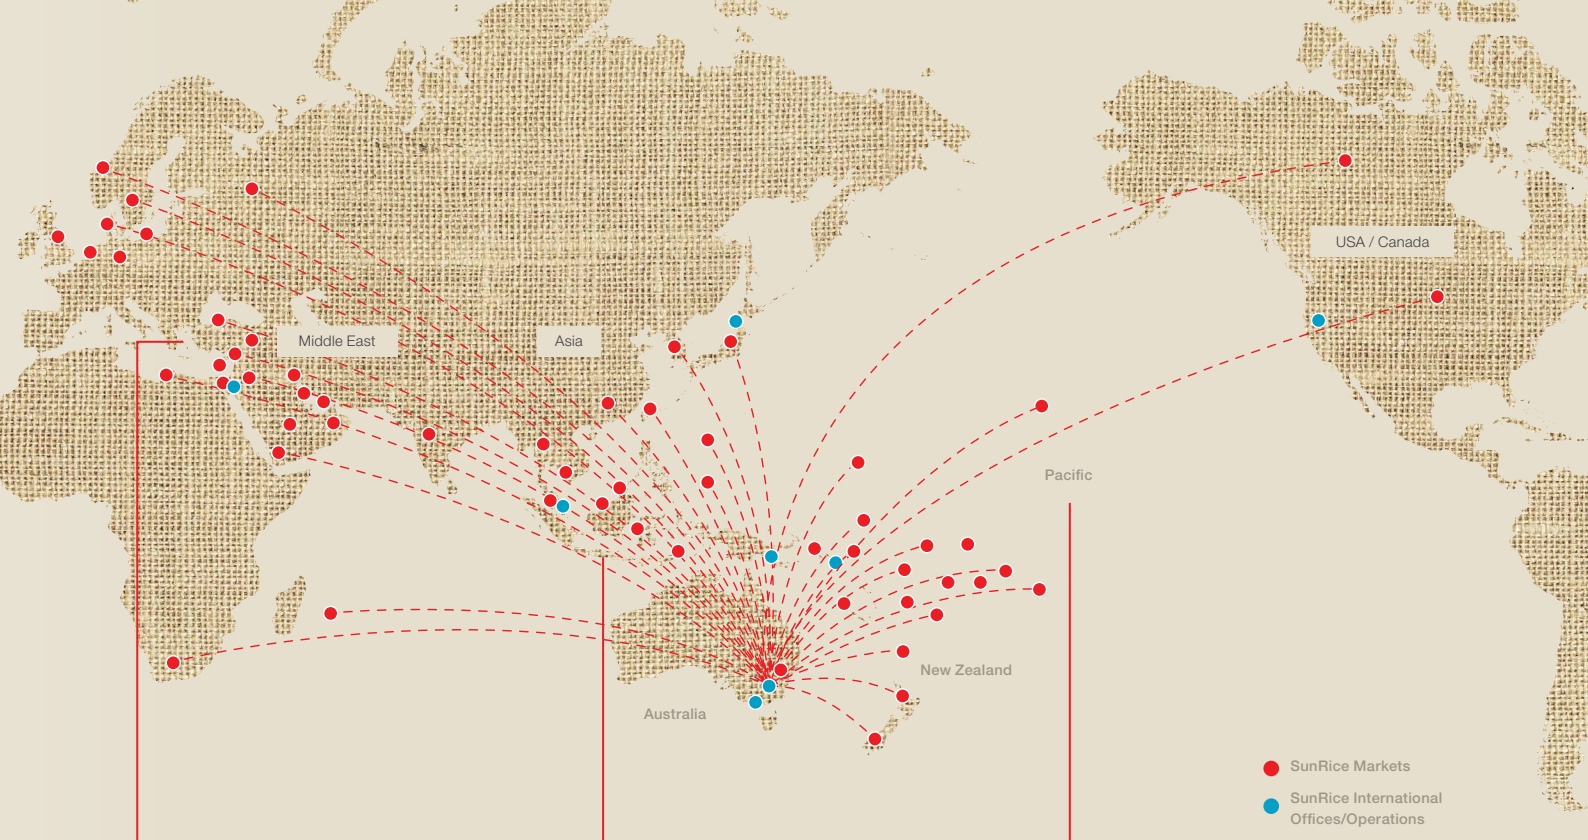 USA / Canada
Middle East
Asia
Pacific
New Zealand
Australia
SunRice Markets
SunRice International
Offices/Operations